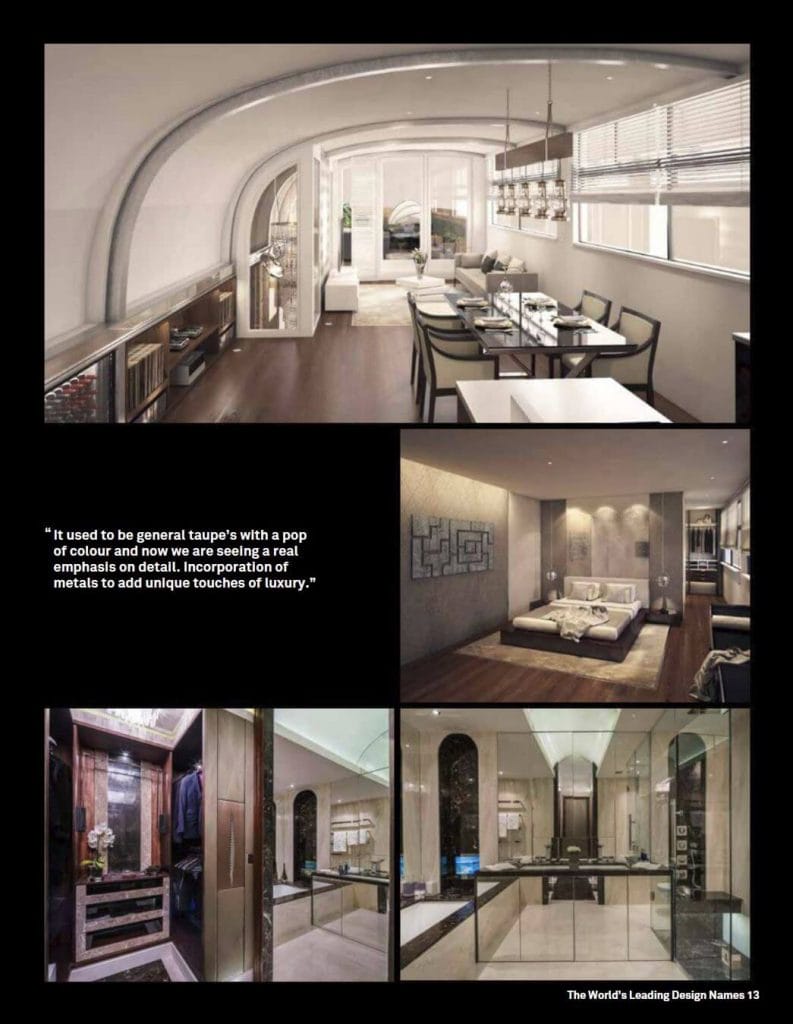 “ It used to be general taupe's with a pop
of colour and now we are seeing a real
emphasis on detail. Incorporation of
metals to add unique touches of luxury.”
The World's Leading Design Names 13